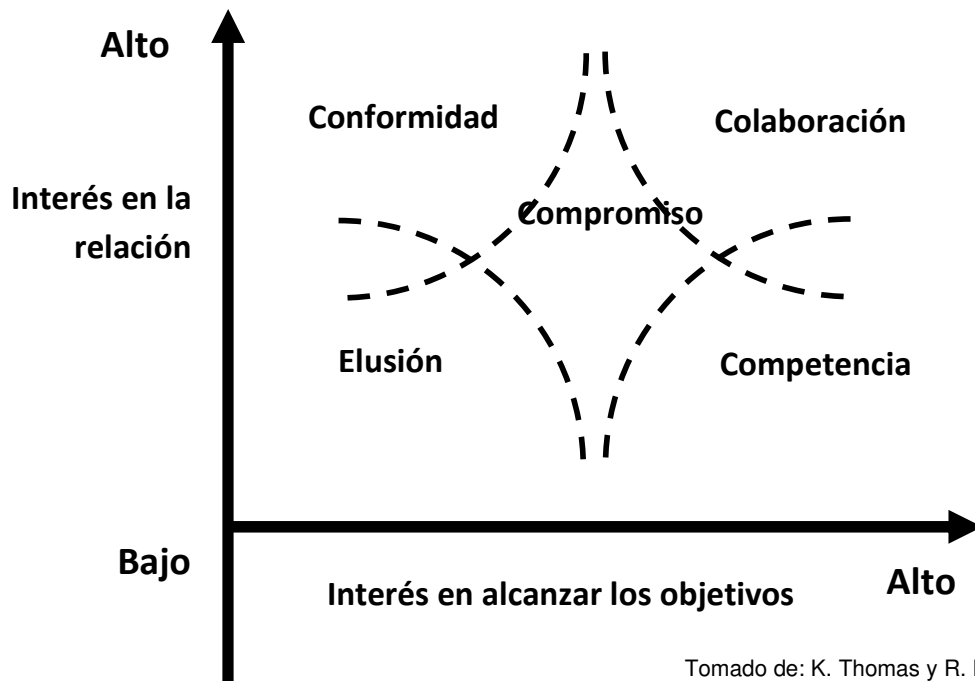 Alto
Conformidad
Colaboración
Interés en la
relación
Compromiso
Elusión
Competencia
Bajo
Alto
Interés en alcanzar los objetivos
Tomado de: K. Thomas y R.